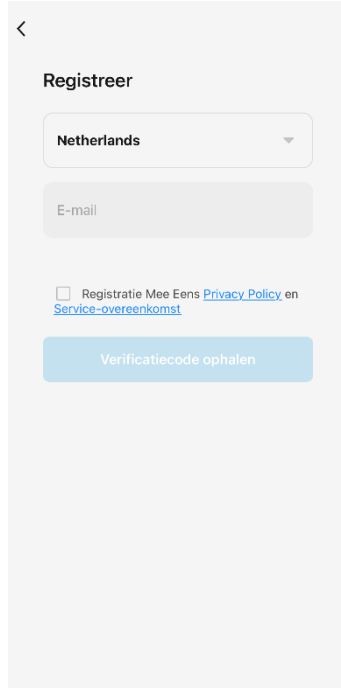 Registreer
Netherlands
E-mail
Registratie Mee Eens Privacy Policy en
Service-overeenkomst
Verificatiecode ophalen